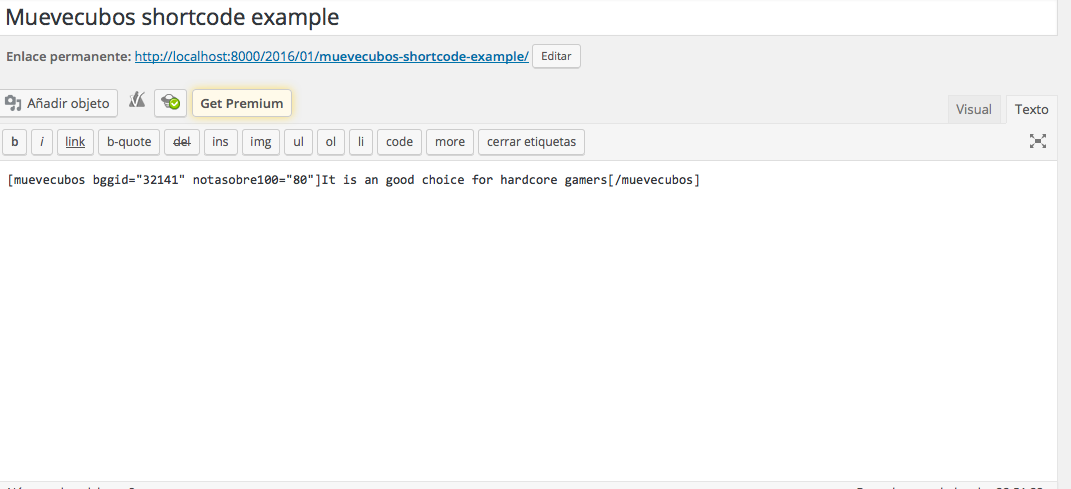 Muevecubos shortcode example
Enlace permanente: http://localhost:8000/2016/01/muevecubos-shortcode-example/ Editar
Añadir objeto Get Premium
Visual Texto
b i link b-quote del ins img ul ol li code more cerrar etiquetas
[muevecubos bggid="32141" notasobre100="80"]It is an good choice for hardcore gamers[/muevecubos]